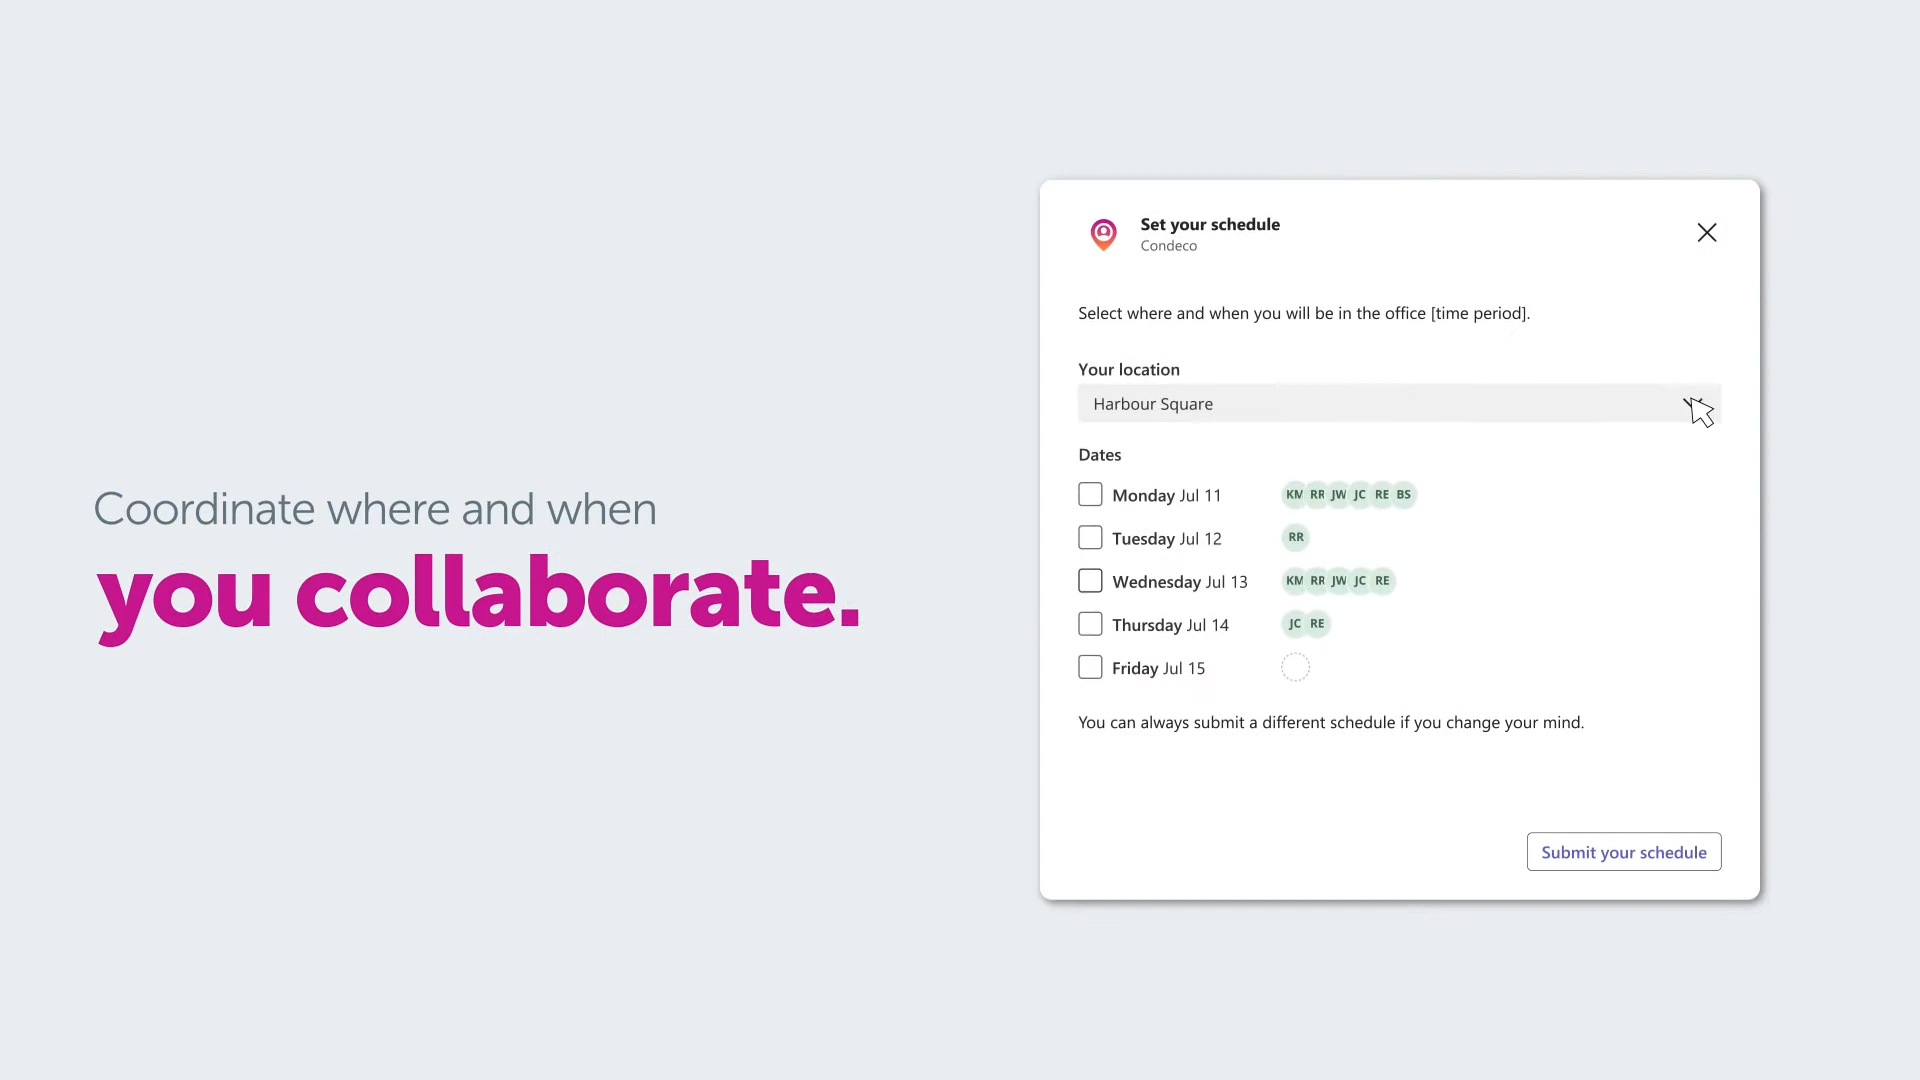 Coordinate where and when
you collaborate.
Set your schedule
Condeco
Select where and when you will be in the office [time period].
Your location
Harbour Square
Dates
Monday Jul 11 KM RR JW JC RE BS
Tuesday Jul 12 RR
Wednesday Jul 13 KM RR JW JC RE
Thursday Jul 14 JC RE
Friday Jul 15
You can always submit a different schedule if you change your mind.
Submit your schedule